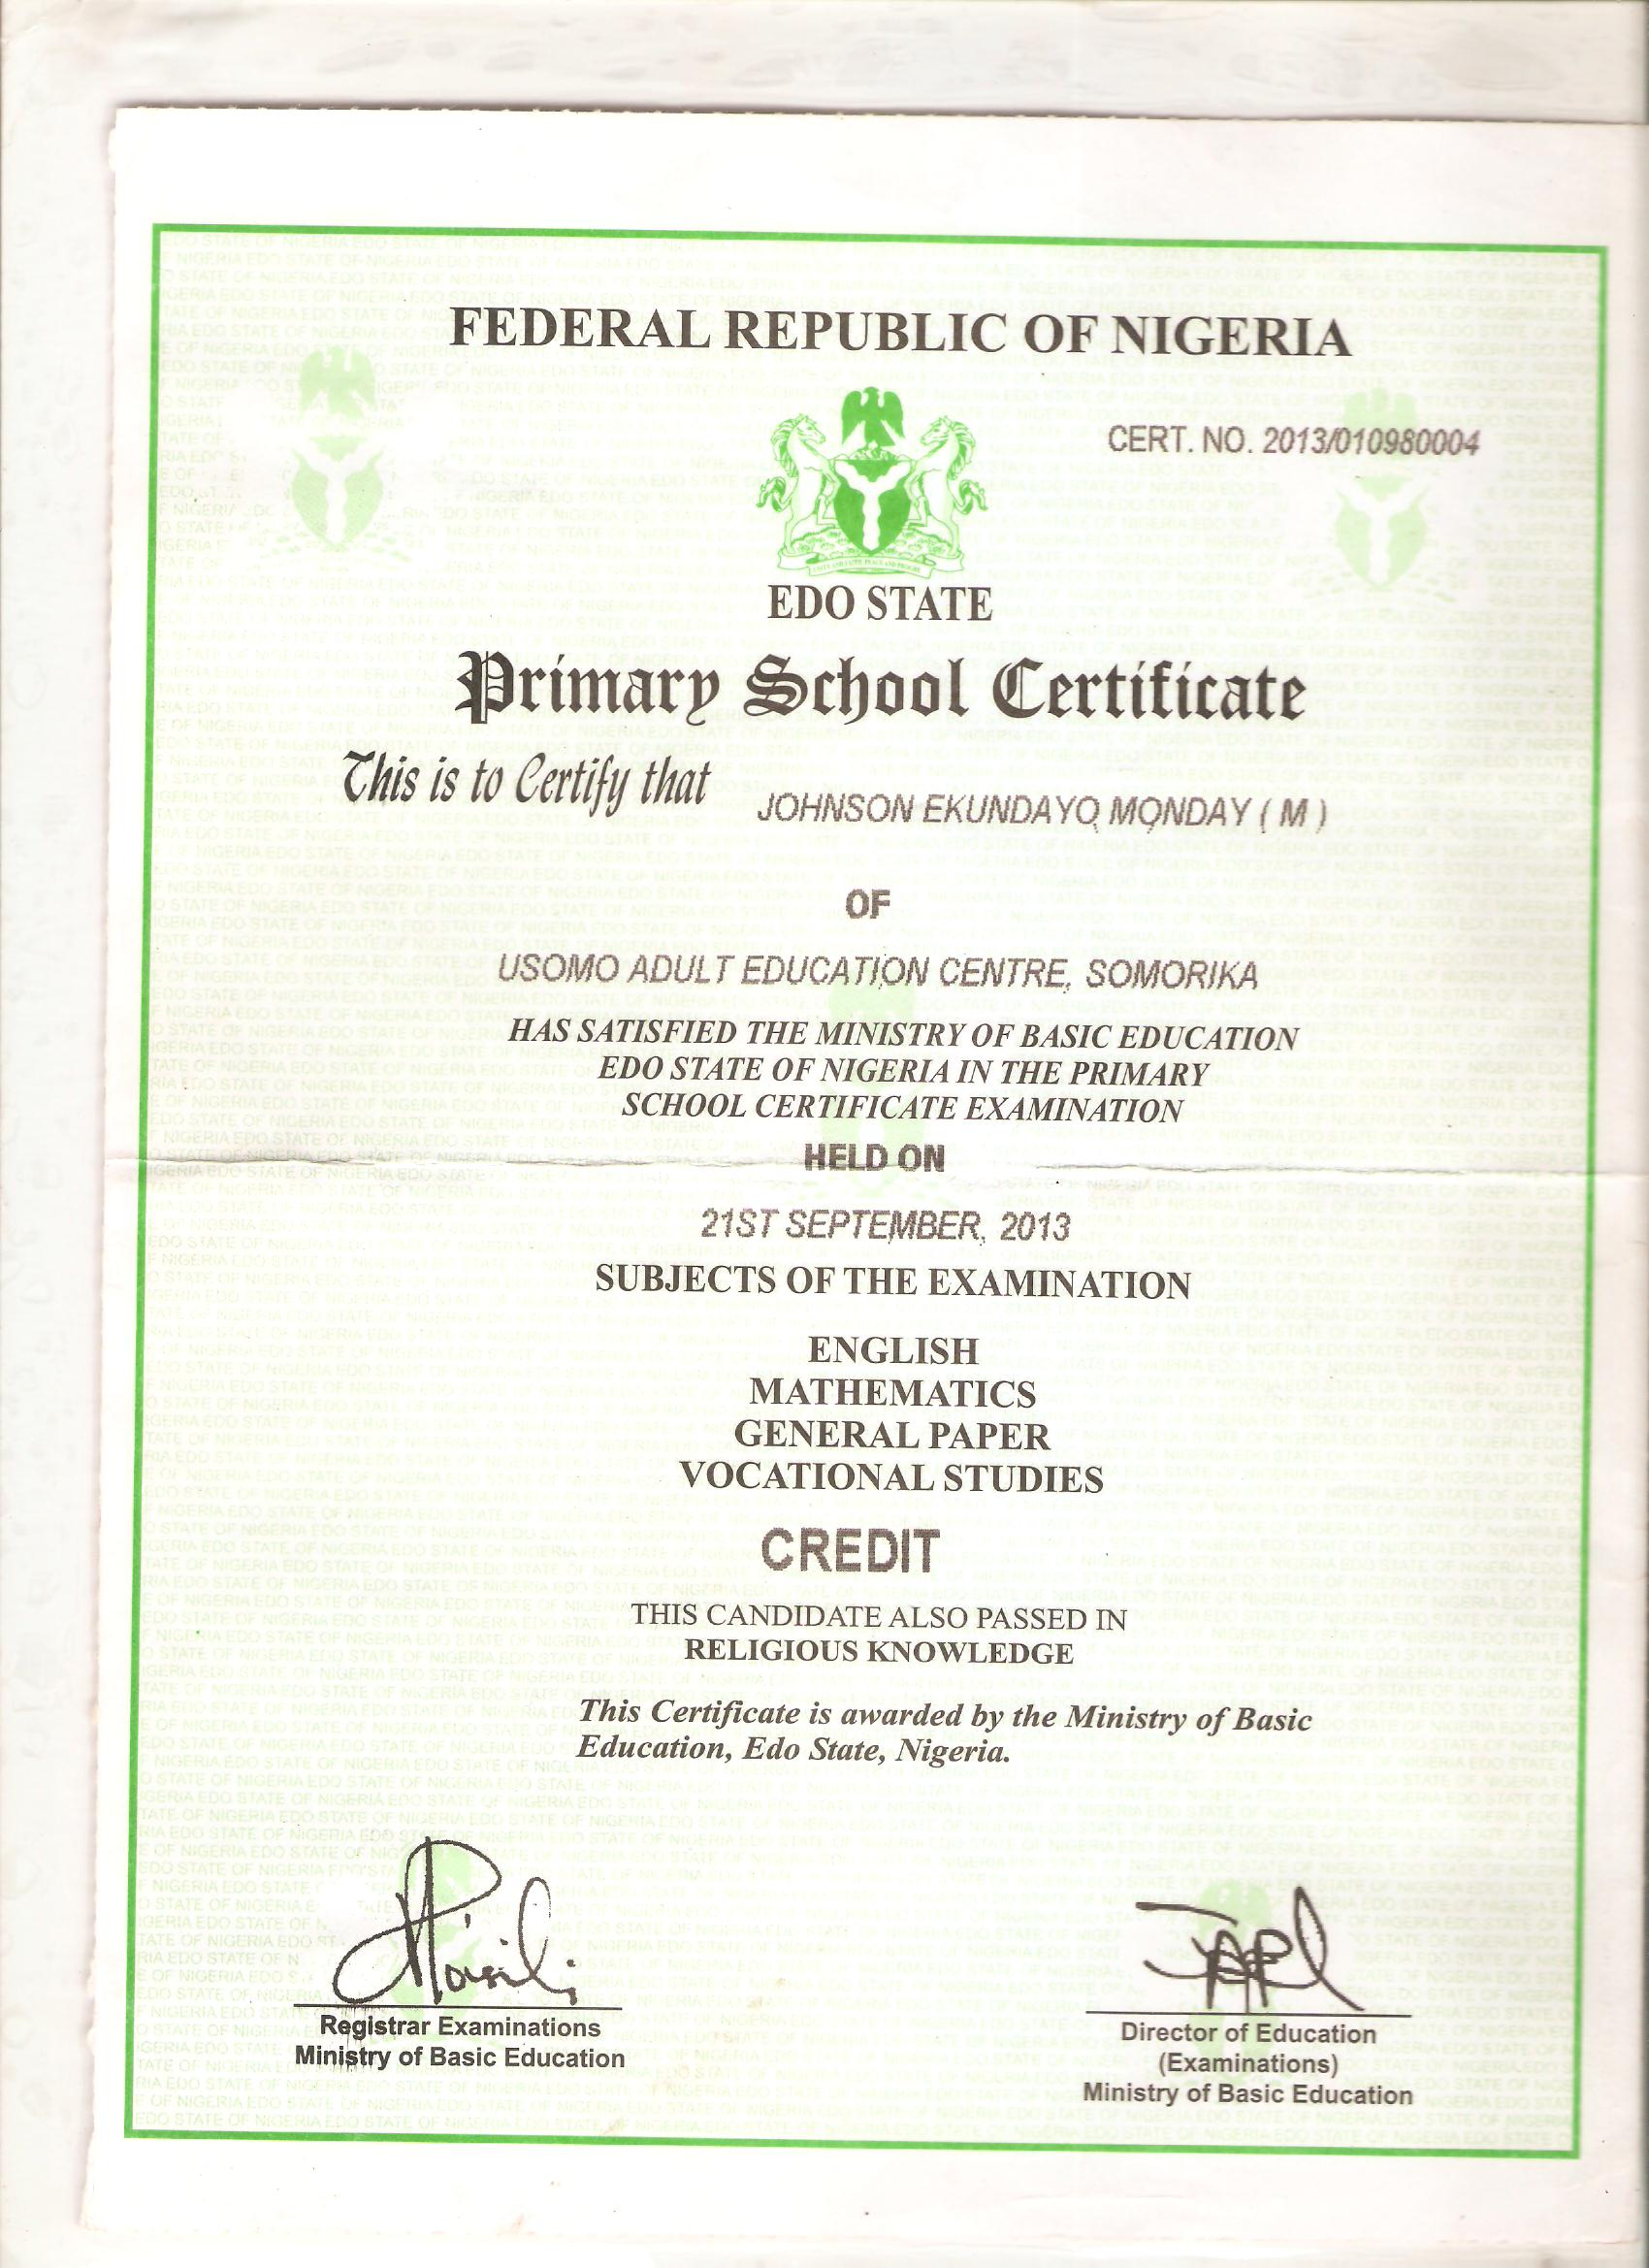 FEDERAL REPUBLIC OF NIGERIA
CERT. NO. 2013/010980004
EDO STATE
Primary School Certificate
This is to Certify that JOHNSON EKUNDAYO MONDAY ( M )
OF
USOMO ADULT EDUCATION CENTRE, SOMORIKA
HAS SATISFIED THE MINISTRY OF BASIC EDUCATION
EDO STATE OF NIGERIA IN THE PRIMARY
SCHOOL CERTIFICATE EXAMINATION
HELD ON
21ST SEPTEMBER, 2013
SUBJECTS OF THE EXAMINATION
ENGLISH
MATHEMATICS
GENERAL PAPER
VOCATIONAL STUDIES
CREDIT
THIS CANDIDATE ALSO PASSED IN
RELIGIOUS KNOWLEDGE
This Certificate is awarded by the Ministry of Basic
Education, Edo State, Nigeria.
Registrar Examinations
Ministry of Basic Education
Director of Education
(Examinations)
Ministry of Basic Education